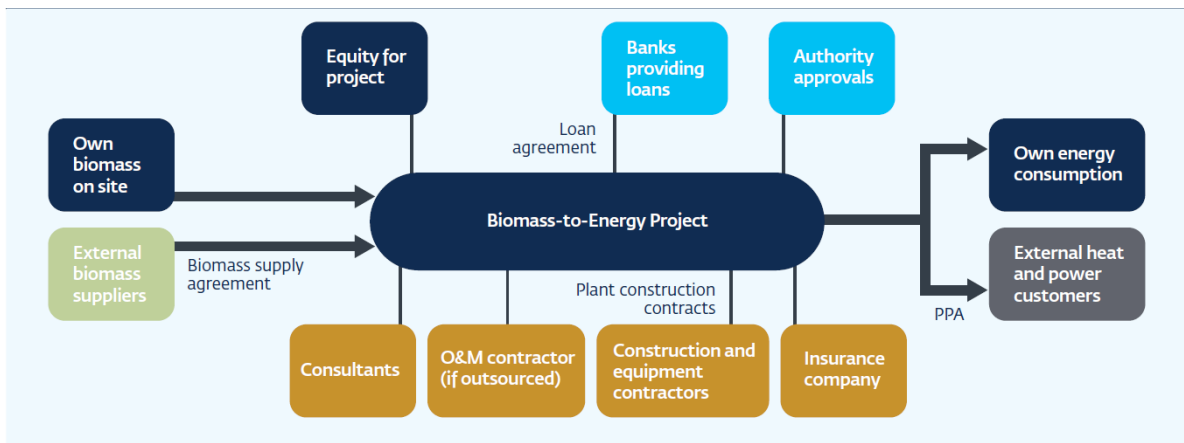 Equity for
project
Banks
providing
loans
Authority
approvals
Loan
agreement
Own
biomass
on site
Own energy
consumption
Biomass-to-Energy Project
External
biomass
suppliers
Biomass supply
agreement
Plant construction
contracts
External heat
and power
customers
PPA
Consultants
O&M contractor
(if outsourced)
Construction and
equipment
contractors
Insurance
company